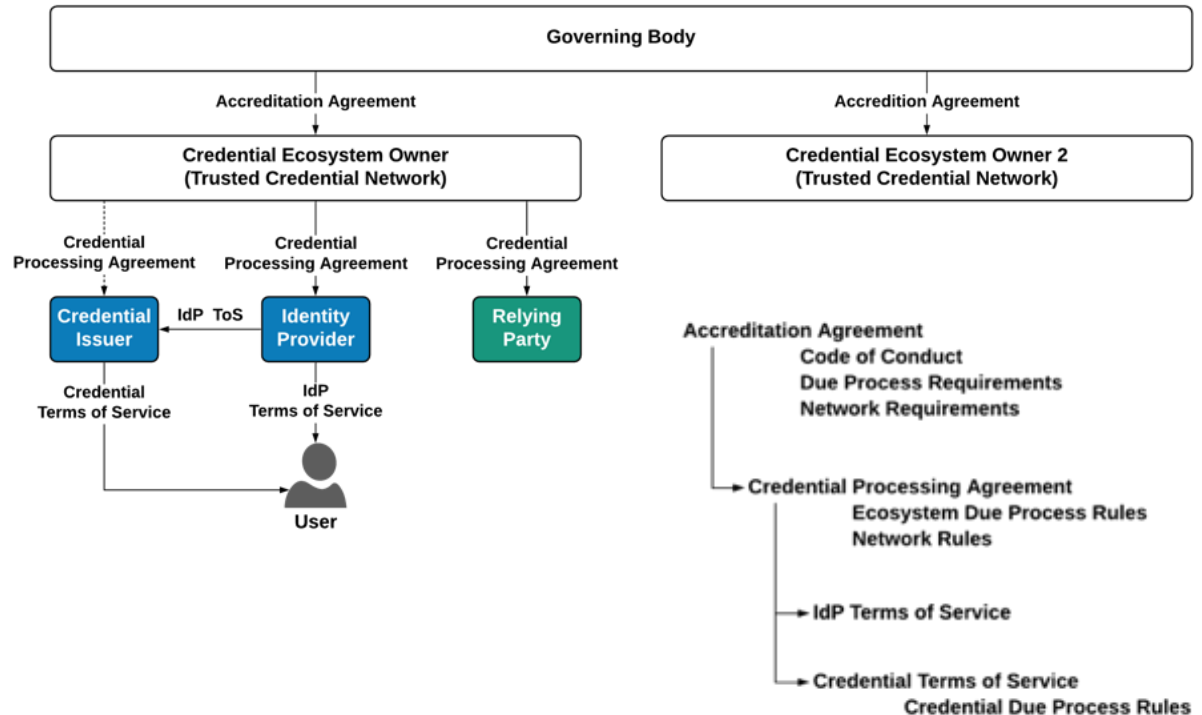 Governing Body
Accreditation Agreement
Accredition Agreement
Credential Ecosystem Owner
(Trusted Credential Network)
Credential Ecosystem Owner 2
(Trusted Credential Network)
Credential
Processing Agreement
Credential
Processing Agreement
Credential
Processing Agreement
Credential
Issuer
IdP ToS
Identity
Provider
Relying
Party
Credential
Terms of Service
IdP
Terms of Service
User
Accreditation Agreement
Code of Conduct
Due Process Requirements
Network Requirements
Credential Processing Agreement
Ecosystem Due Process Rules
Network Rules
IdP Terms of Service
Credential Terms of Service
Credential Due Process Rules